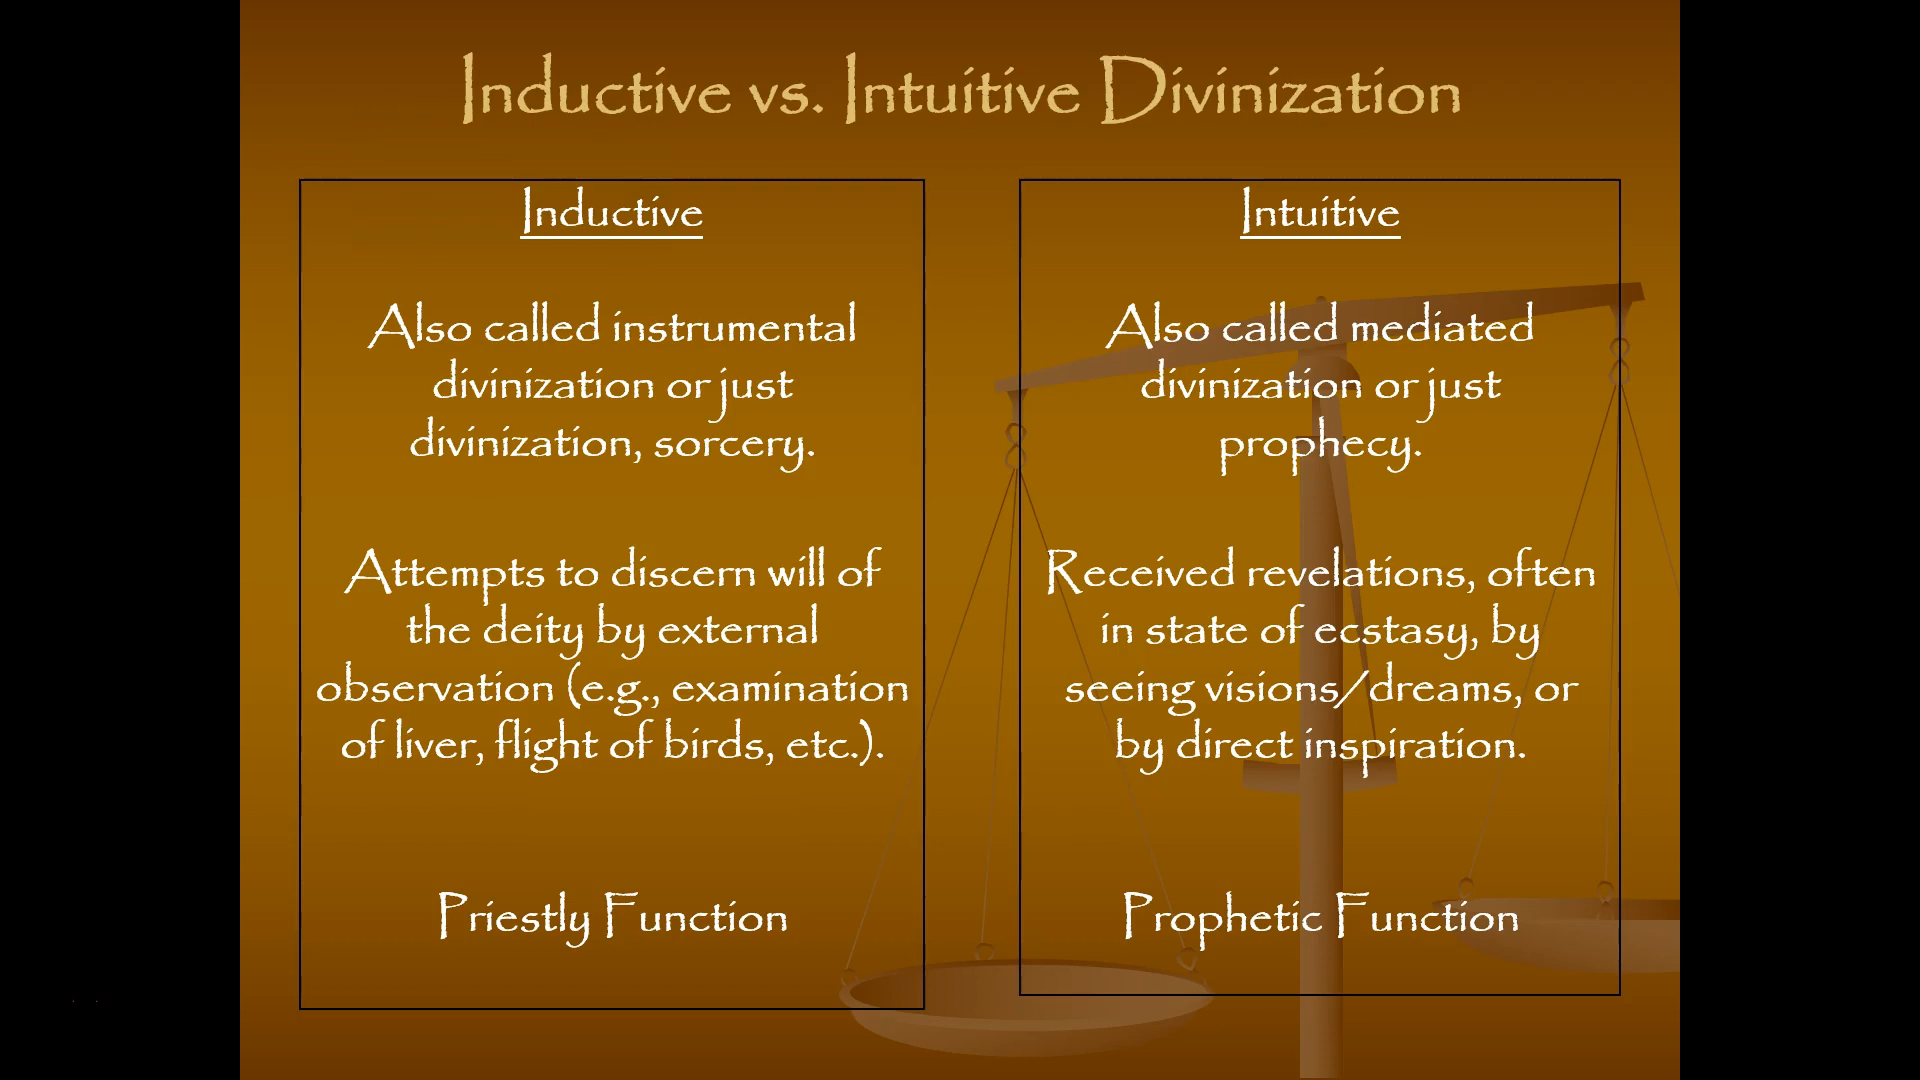 Inductive vs. Intuitive Divinization
Inductive
Also called instrumental
divinization or just
divinization, sorcery.
Attempts to discern will of
the deity by external
observation (e.g., examination
of liver, flight of birds, etc.).
Priestly Function
Intuitive
Also called mediated
divinization or just
prophecy.
Received revelations, often
in state of ecstasy, by
seeing visions/dreams, or
by direct inspiration.
Prophetic Function